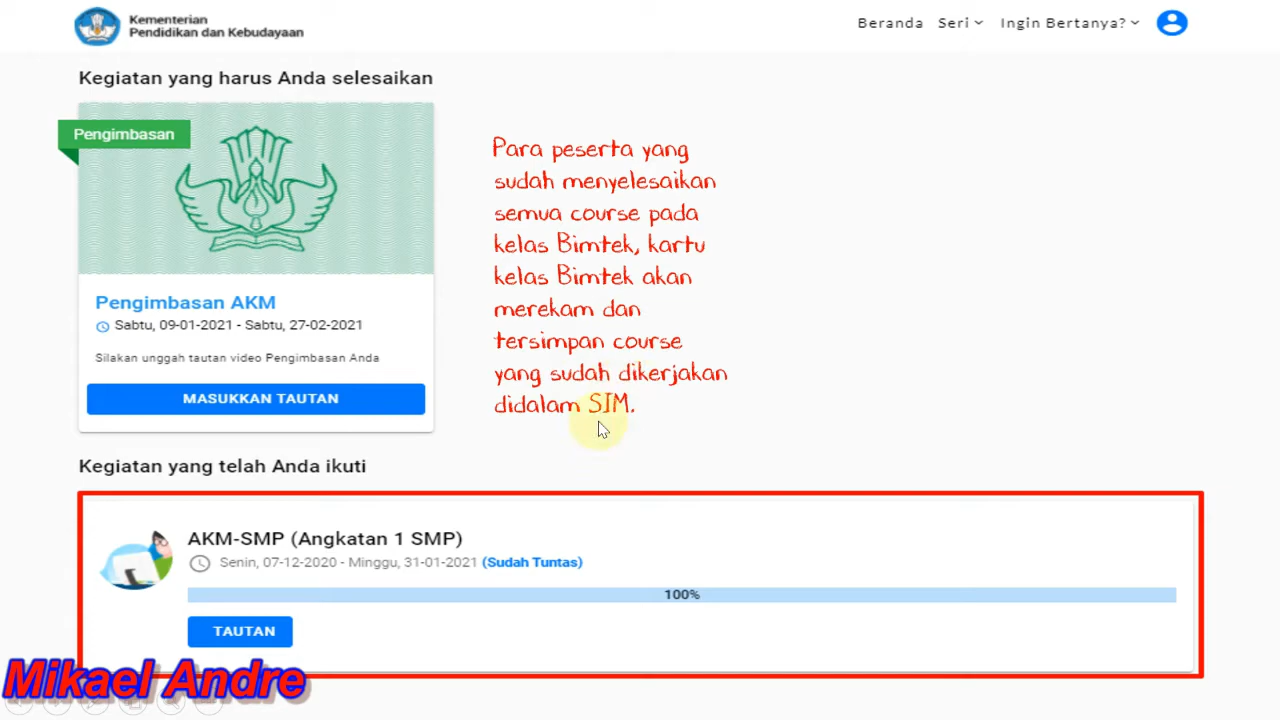 Kementerian
Pendidikan dan Kebudayaan
Beranda Seri Ingin Bertanya?
Kegiatan yang harus Anda selesaikan
Pengimbasan
Pengimbasan AKM
Sabtu, 09-01-2021 - Sabtu, 27-02-2021
Silakan unggah tautan video Pengimbasan Anda
MASUKKAN TAUTAN
Para peserta yang
sudah menyelesaikan
semua course pada
kelas Bimtek, kartu
kelas Bimtek akan
merekam dan
tersimpan course
yang sudah dikerjakan
didalam SIM.
Kegiatan yang telah Anda ikuti
AKM-SMP (Angkatan 1 SMP)
Senin, 07-12-2020 - Minggu, 31-01-2021 (Sudah Tuntas)
100%
TAUTAN
Mikael Andre